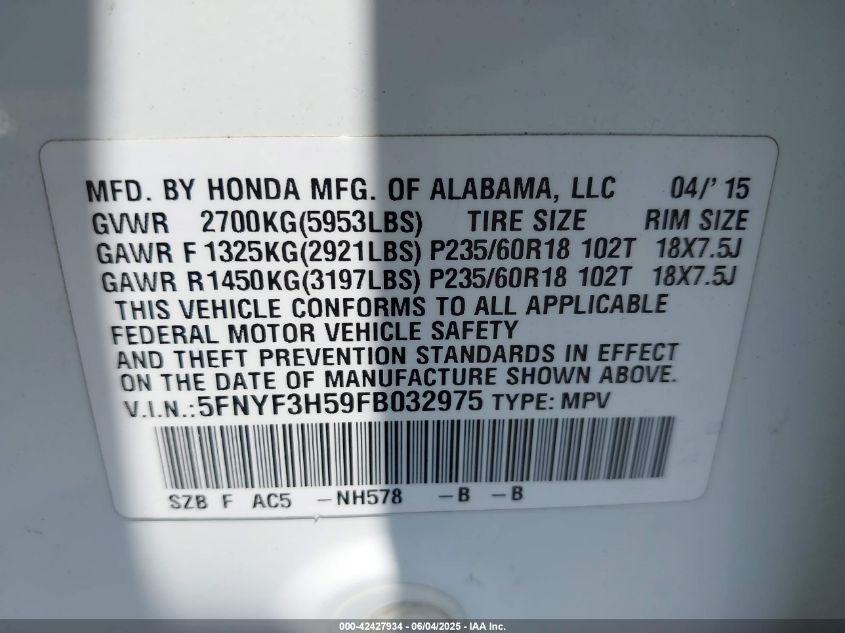 MFD. BY HONDA MFG. OF ALABAMA, LLC 04/'15
GVWR 2700KG(5953LBS) TIRE SIZE RIM SIZE
GAWR F 1325KG(2921LBS) P235/60R18 102T 18X7.5J
GAWR R1450KG(3197LBS) P235/60R18 102T 18X7.5J
THIS VEHICLE CONFORMS TO ALL APPLICABLE
FEDERAL MOTOR VEHICLE SAFETY
AND THEFT PREVENTION STANDARDS IN EFFECT
ON THE DATE OF MANUFACTURE SHOWN ABOVE.
V.I.N.:5FNYF3H59FB032975 TYPE: MPV
SZB F AC5 -NH578 -B -B
000-42427934 - 06/04/2025 - IAA Inc.